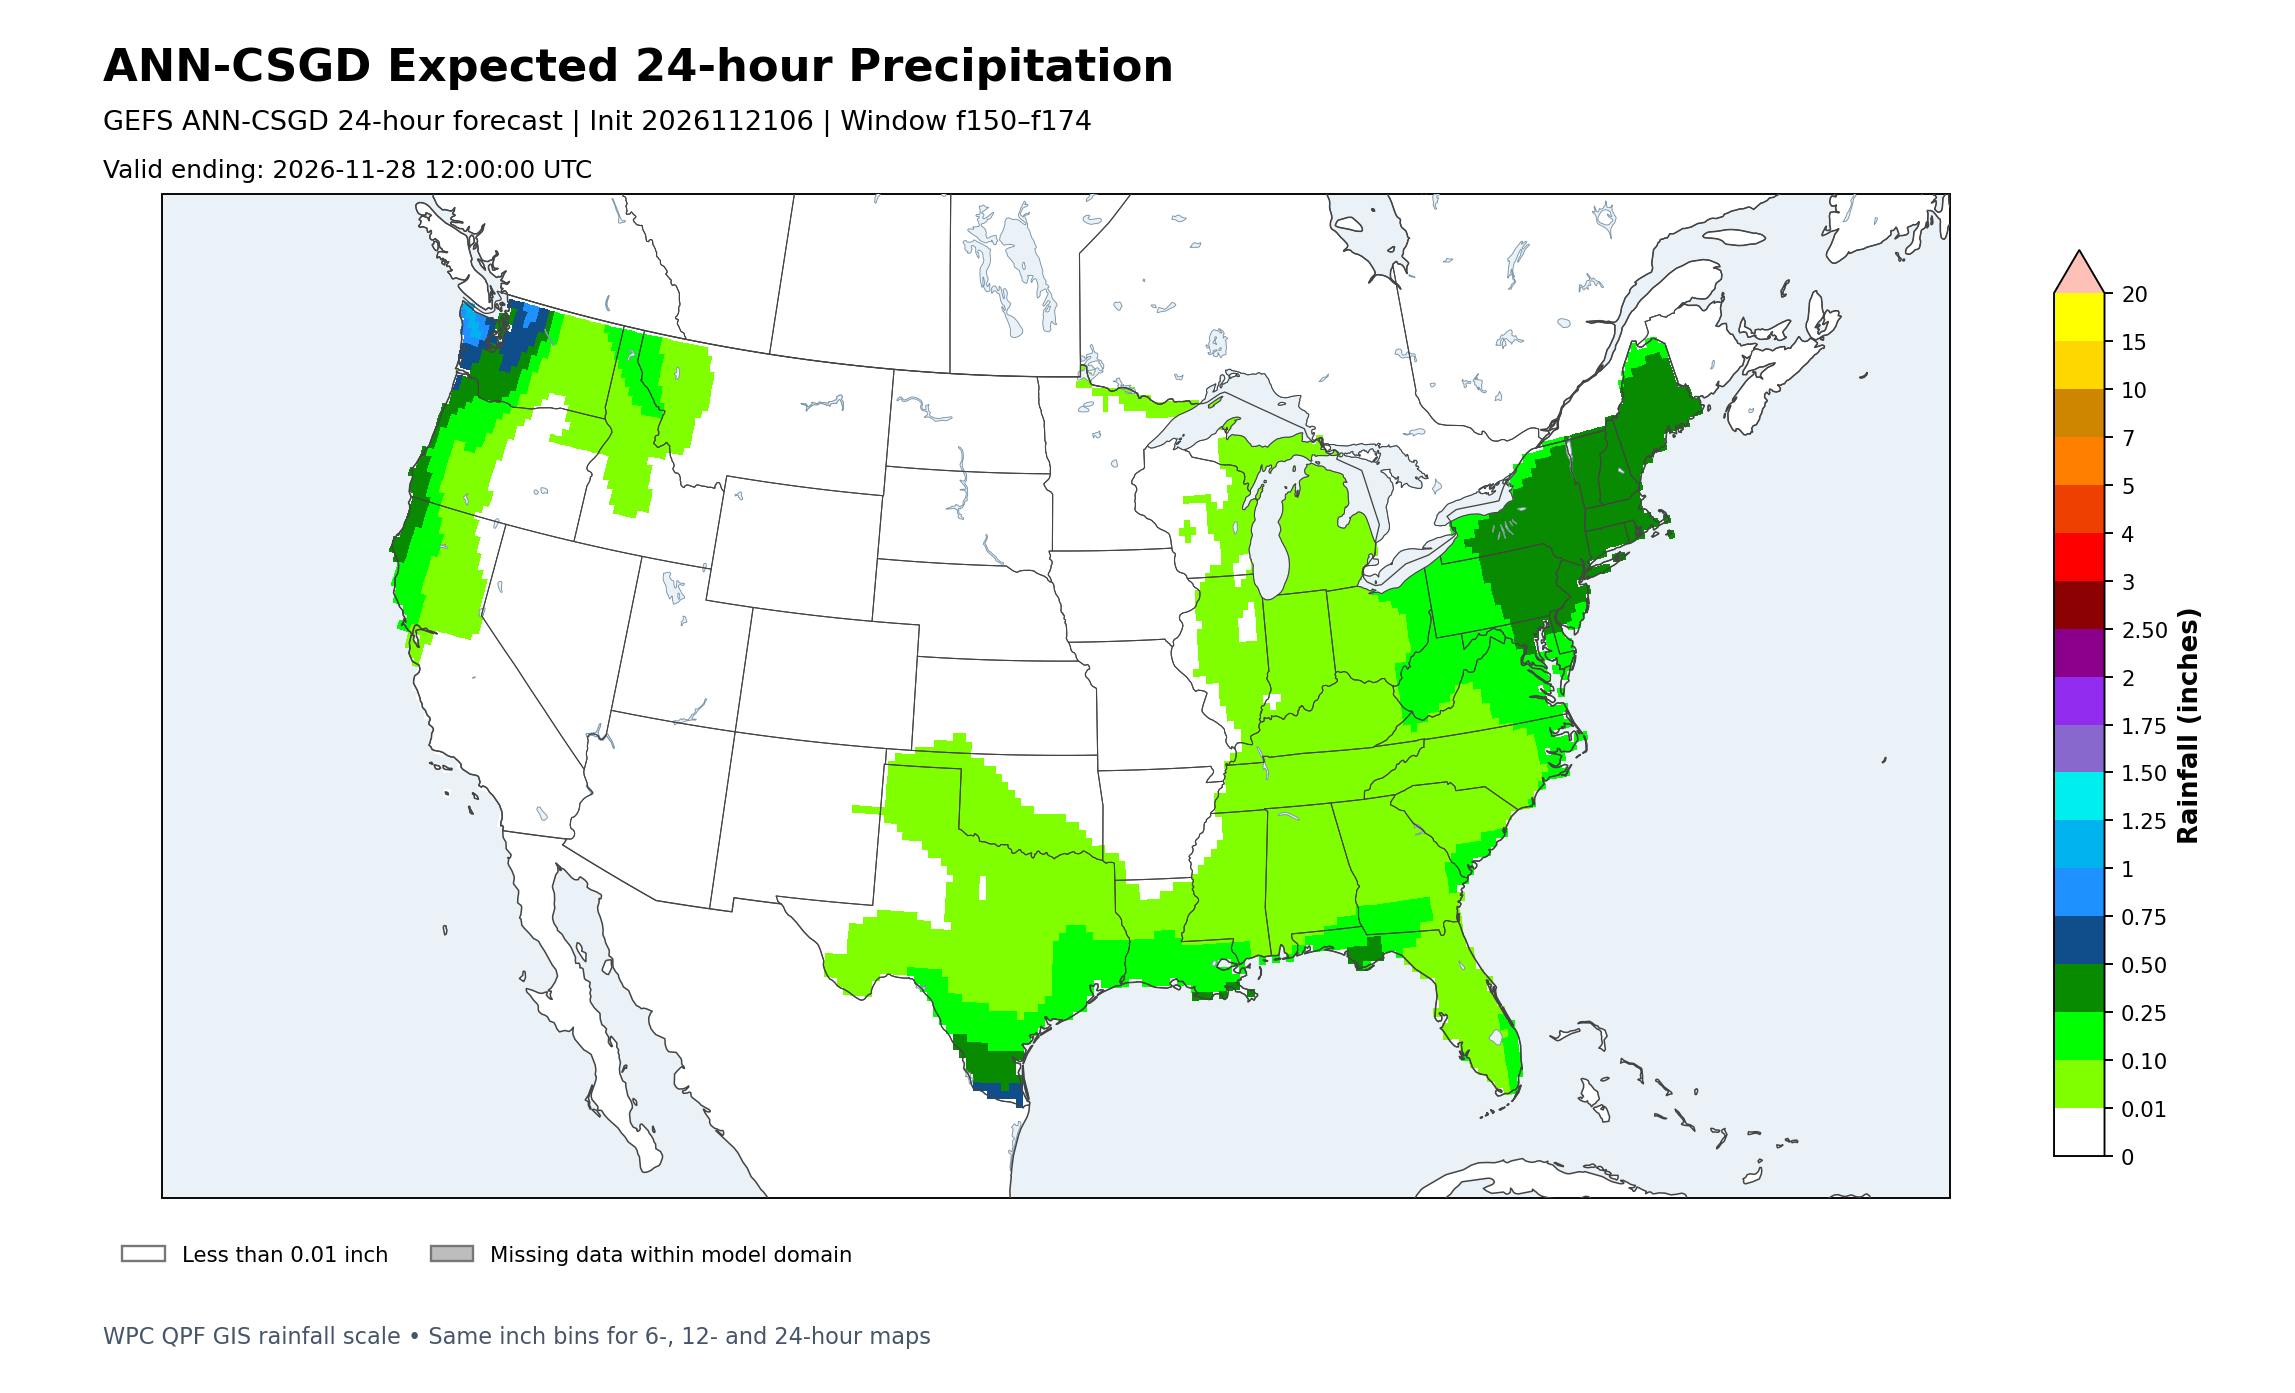 ANN-CSGD Expected 24-hour Precipitation
GEFS ANN-CSGD 24-hour forecast | Init 2026112106 | Window f150–f174
Valid ending: 2026-11-28 12:00:00 UTC
20
15
10
7
5
4
3
2.50
2
1.75
1.50
1.25
1
0.75
0.50
0.25
0.10
0.01
0
Rainfall (inches)
Less than 0.01 inch
Missing data within model domain
WPC QPF GIS rainfall scale • Same inch bins for 6-, 12- and 24-hour maps